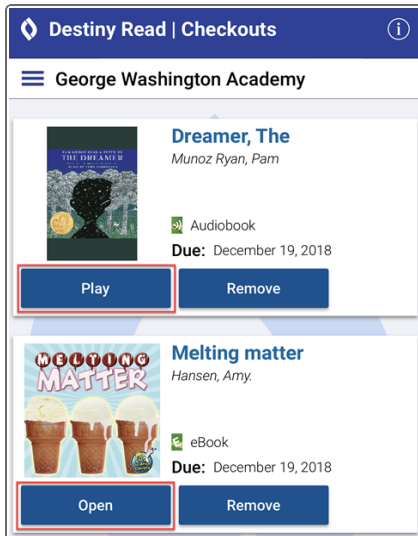 Destiny Read | Checkouts
George Washington Academy
THE DREAMER
Dreamer, The
Munoz Ryan, Pam
Audiobook
Due: December 19, 2018
Play
Remove
MELTING
MATTER
Melting matter
Hansen, Amy.
eBook
Due: December 19, 2018
Open
Remove